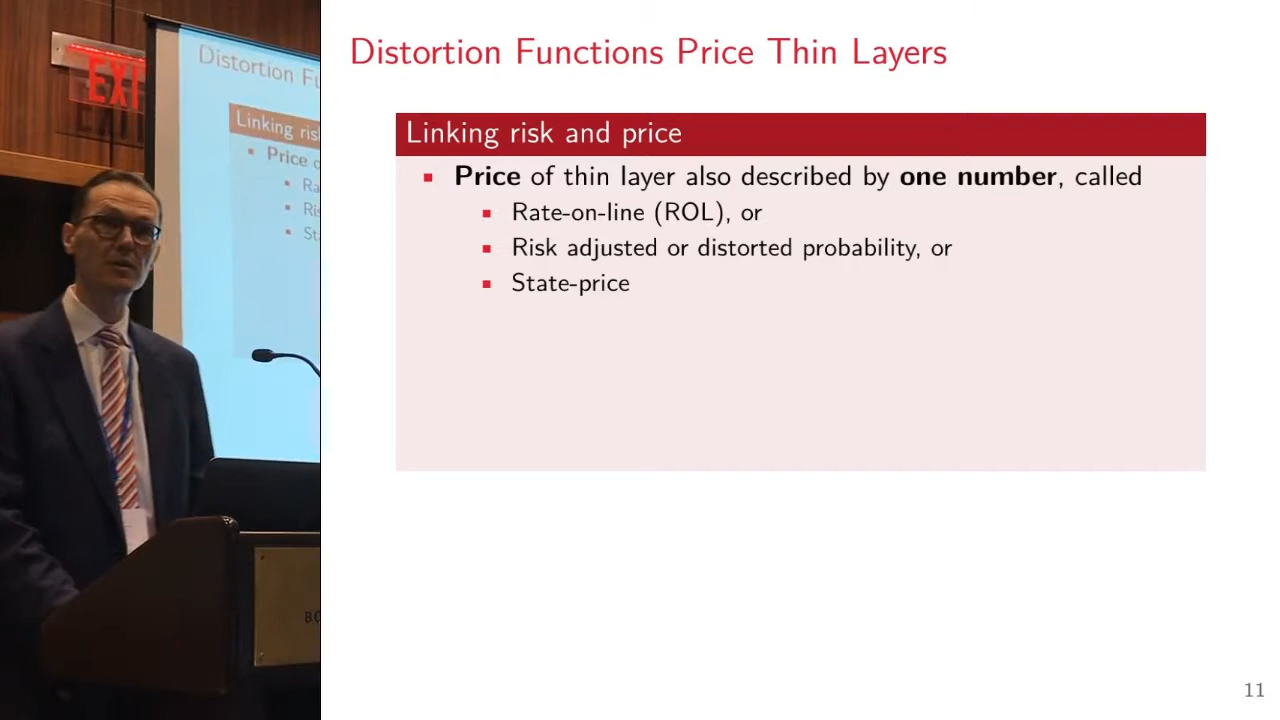 EXIT
Distortion Fu
Linking ris
Price o
Ra
Ris
Sta
BO
Distortion Functions Price Thin Layers
Linking risk and price
▪ Price of thin layer also described by one number, called
▪ Rate-on-line (ROL), or
▪ Risk adjusted or distorted probability, or
▪ State-price
11